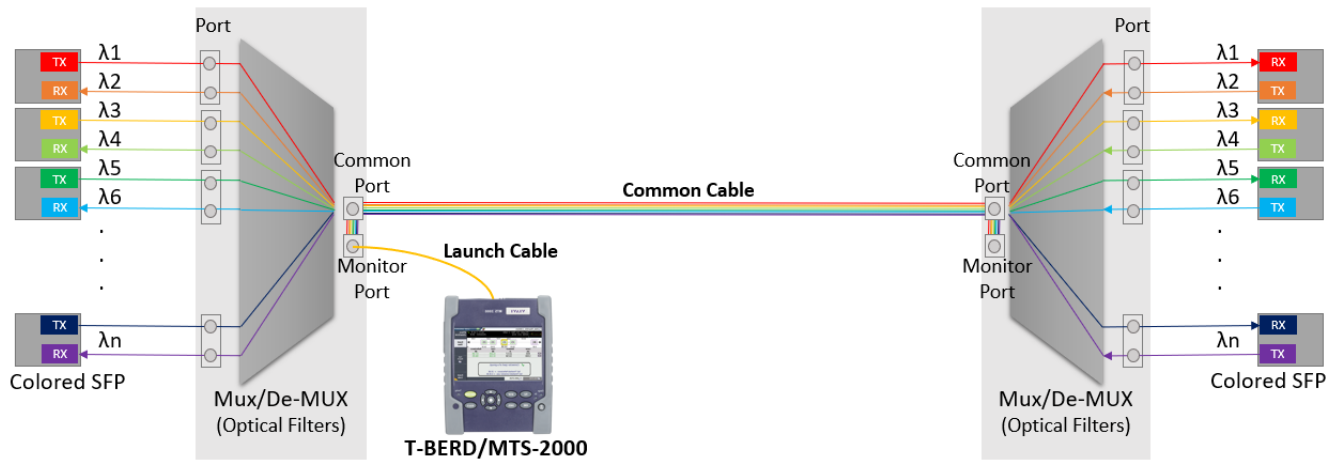 Port
TX
λ1
RX
λ2
TX
λ3
RX
λ4
TX
λ5
RX
λ6
.
.
.
TX
RX
λn
Colored SFP
Mux/De-MUX
(Optical Filters)
Common
Port
Monitor
Port
Common Cable
Launch Cable
T-BERD/MTS-2000
Common
Port
Monitor
Port
Port
λ1
RX
λ2
TX
λ3
RX
λ4
TX
λ5
RX
λ6
TX
.
.
.
RX
λn
TX
Colored SFP
Mux/De-MUX
(Optical Filters)